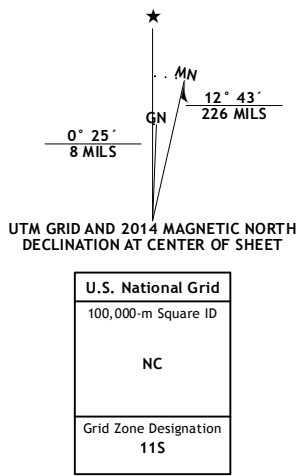 ★
MN
GN
12° 43´
226 MILS
0° 25´
8 MILS
UTM GRID AND 2014 MAGNETIC NORTH
DECLINATION AT CENTER OF SHEET
U.S. National Grid
100,000-m Square ID
NC
Grid Zone Designation
11S